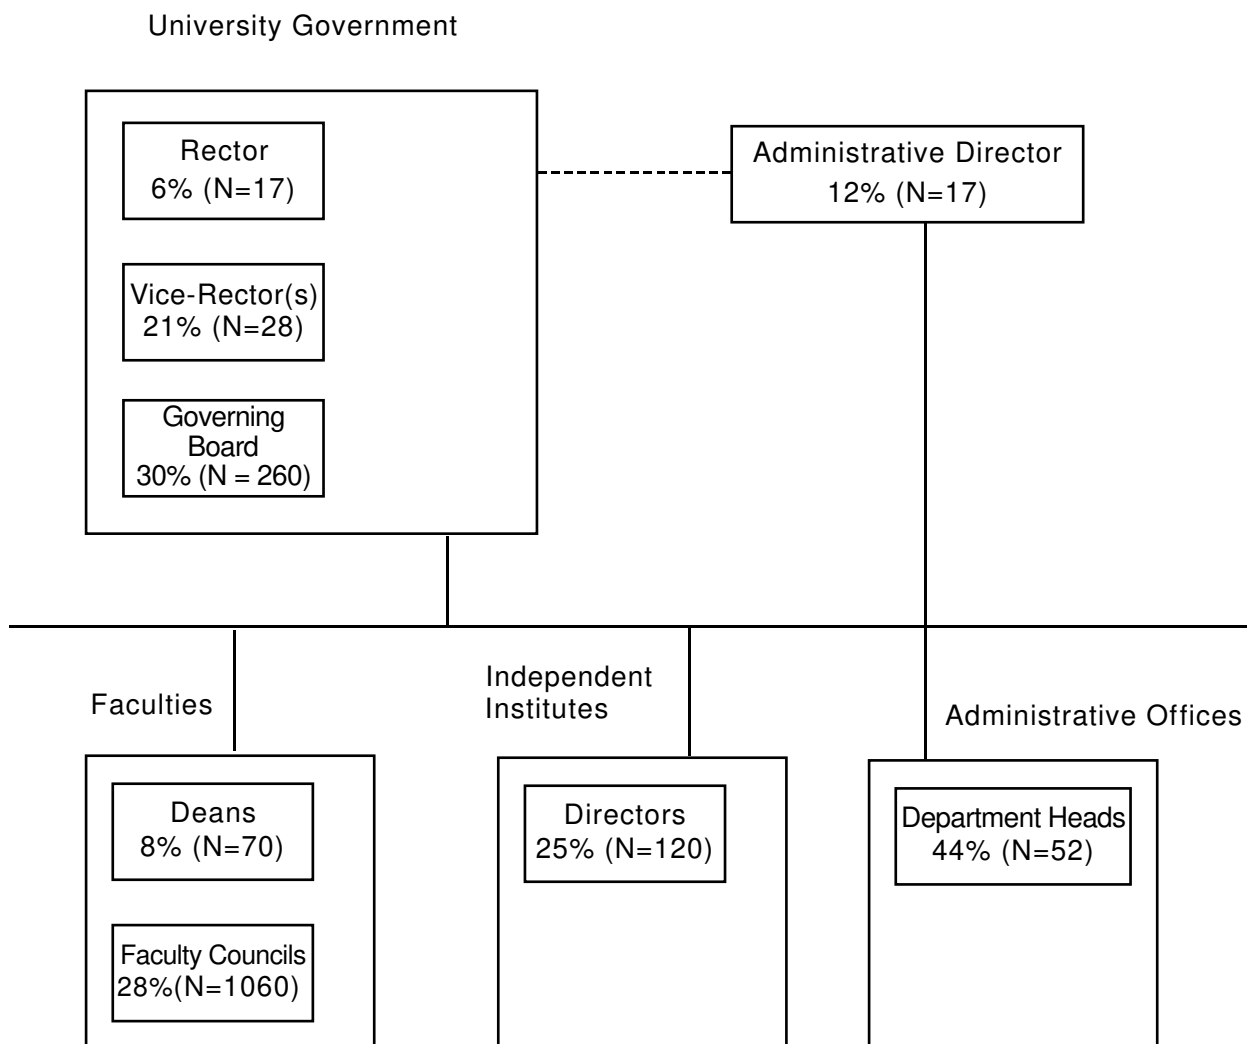 University Government
Rector
6% (N=17)
Administrative Director
12% (N=17)
Vice-Rector(s)
21% (N=28)
Governing
Board
30% (N = 260)
Faculties
Independent
Institutes
Administrative Offices
Deans
8% (N=70)
Directors
25% (N=120)
Department Heads
44% (N=52)
Faculty Councils
28%(N=1060)